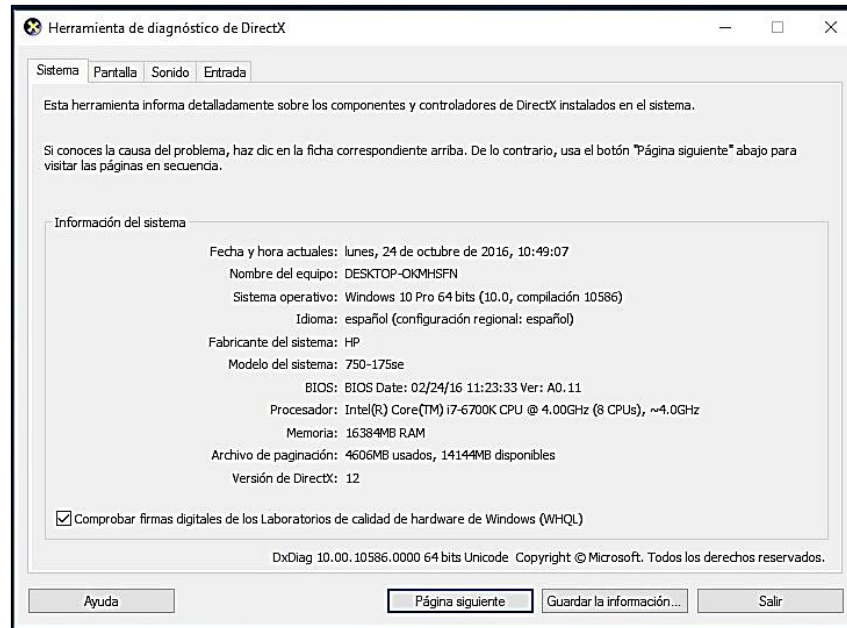 Herramienta de diagnóstico de DirectX
Sistema Pantalla Sonido Entrada
Esta herramienta informa detalladamente sobre los componentes y controladores de DirectX instalados en el sistema.
Si conoces la causa del problema, haz clic en la ficha correspondiente arriba. De lo contrario, usa el botón "Página siguiente" abajo para
visitar las páginas en secuencia.
Información del sistema
Fecha y hora actuales: lunes, 24 de octubre de 2016, 10:49:07
Nombre del equipo: DESKTOP-OKMHSFN
Sistema operativo: Windows 10 Pro 64 bits (10.0, compilación 10586)
Idioma: español (configuración regional: español)
Fabricante del sistema: HP
Modelo del sistema: 750-175se
BIOS: BIOS Date: 02/24/16 11:23:33 Ver: A0.11
Procesador: Intel(R) Core(TM) i7-6700K CPU @ 4.00GHz (8 CPUs), ~4.0GHz
Memoria: 16384MB RAM
Archivo de paginación: 4606MB usados, 14144MB disponibles
Versión de DirectX: 12
Comprobar firmas digitales de los Laboratorios de calidad de hardware de Windows (WHQL)
DxDiag 10.00.10586.0000 64 bits Unicode Copyright © Microsoft. Todos los derechos reservados.
Ayuda Página siguiente Guardar la información... Salir